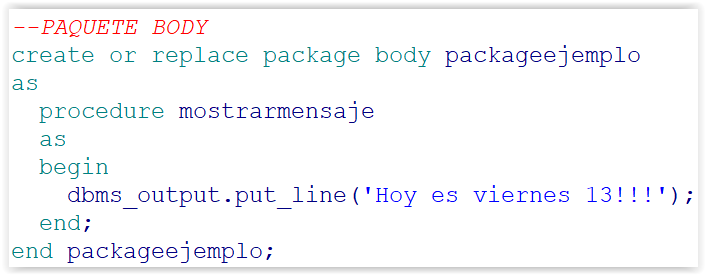 --PAQUETE BODY
create or replace package body packageejemplo
as
  procedure mostrarmensaje
  as
  begin
    dbms_output.put_line('Hoy es viernes 13!!!');
  end;
end packageejemplo;